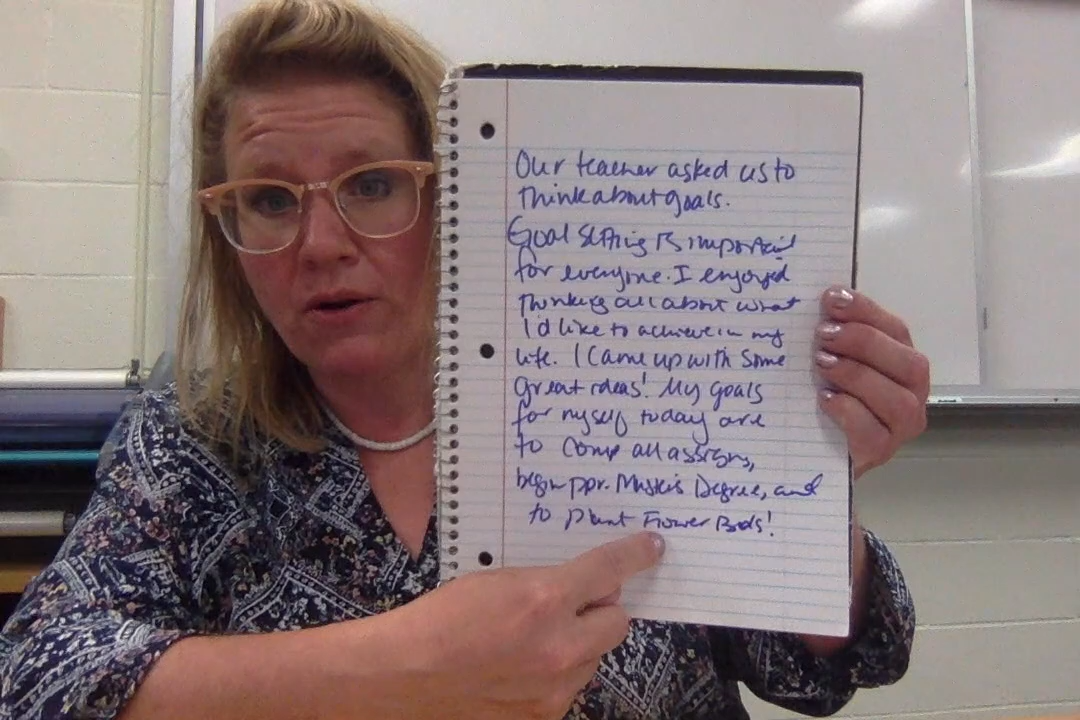 Our teacher asked us to
think about goals.
Goal setting is important
for everyone. I enjoyed
thinking all about what
I'd like to achieve in my
life. I came up with some
great ideas! My goals
for myself today are
to comp all assigns,
begin ppr. Master's Degree, and
to plant Flower Beds!